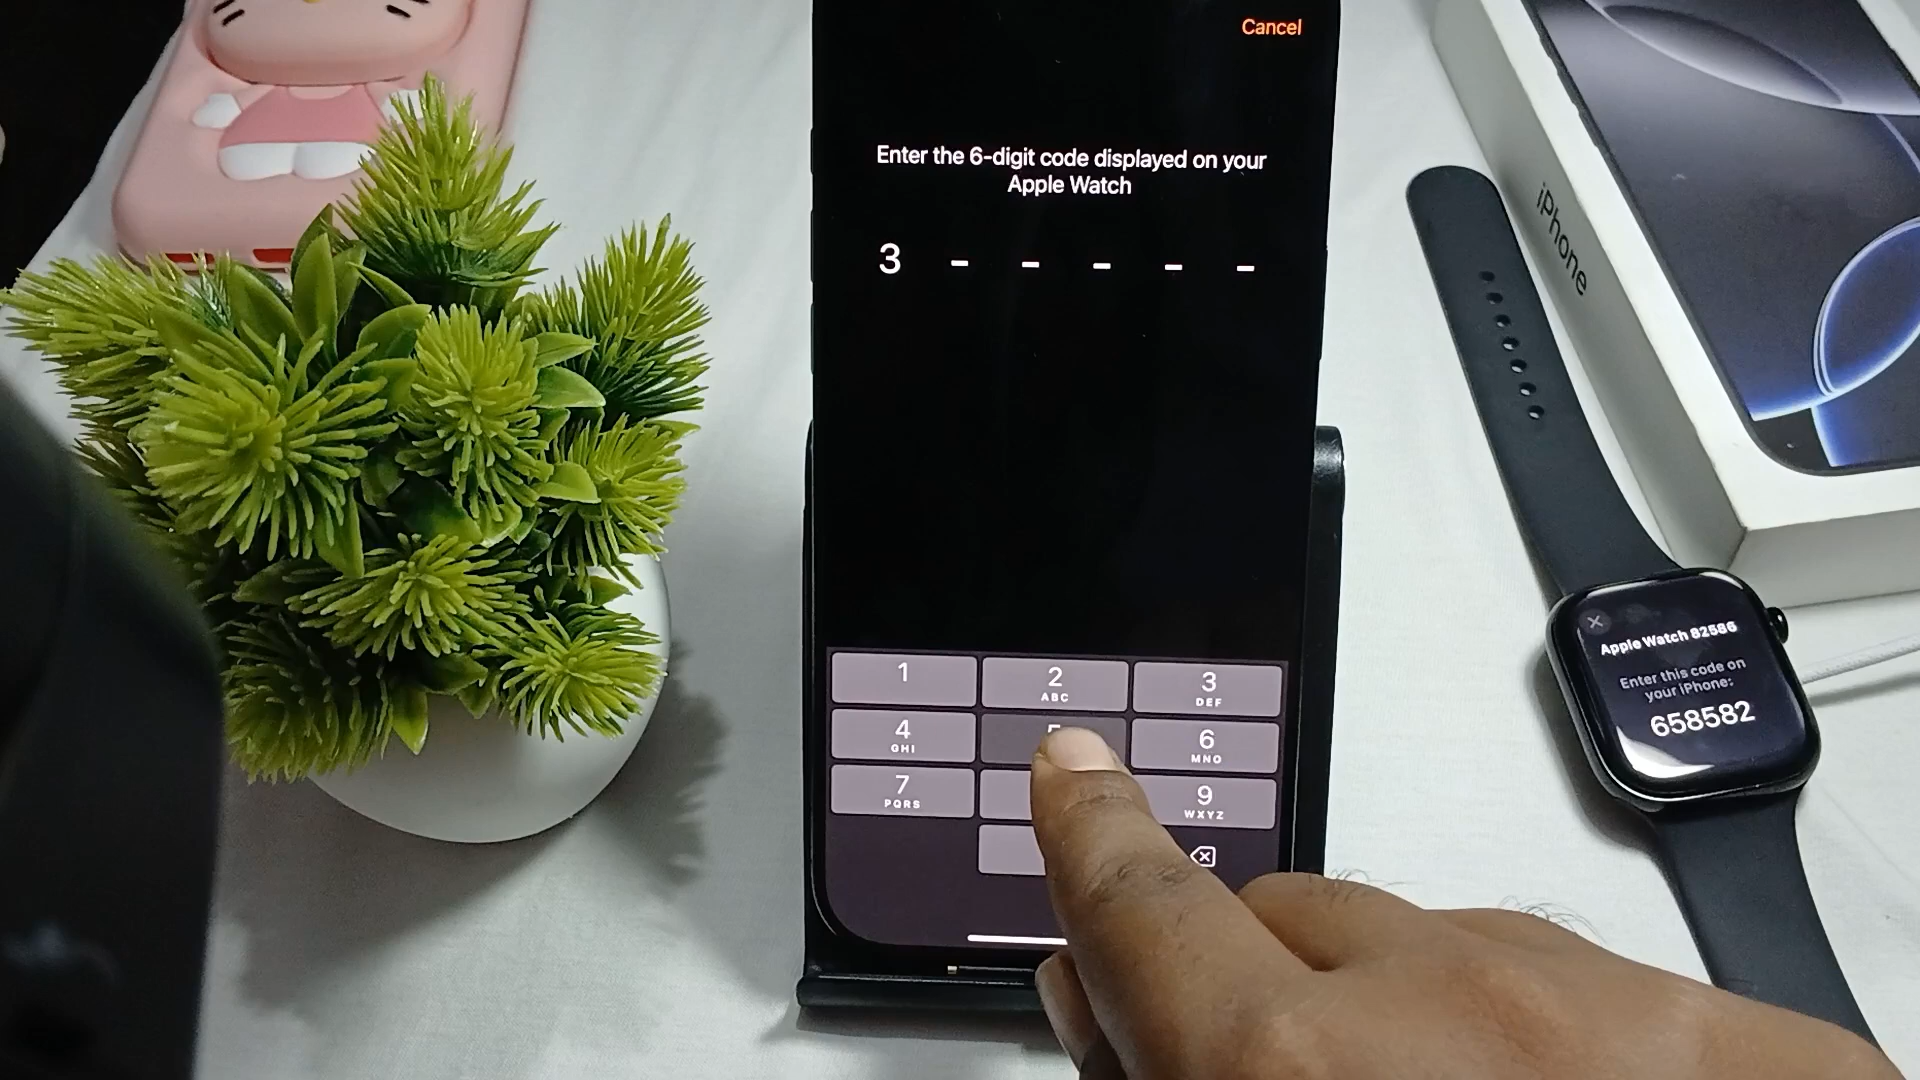 Cancel
Enter the 6-digit code displayed on your
Apple Watch
3 - - - - -
1
2
ABC
3
DEF
4
GHI
5
6
MNO
7
PQRS
9
WXYZ
iPhone
Apple Watch 82586
Enter this code on
your iPhone:
658582